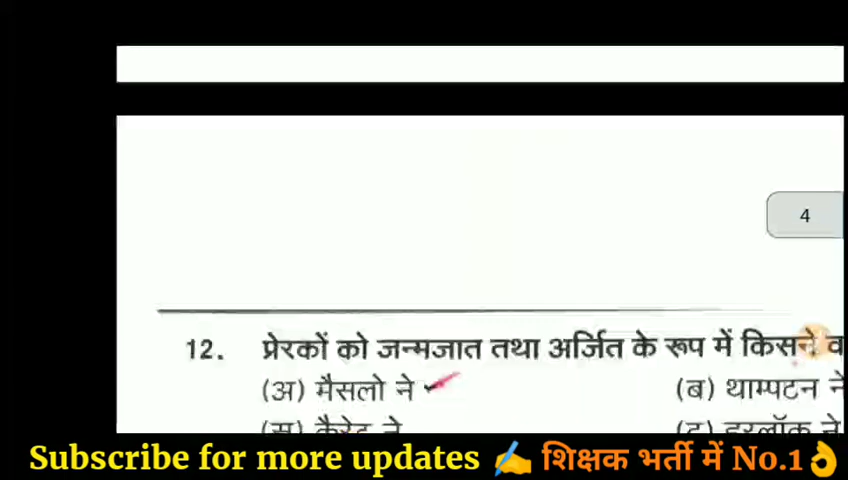 4
12. प्रेरकों को जन्मजात तथा अर्जित के रूप में किसने
(अ) मैसलो ने (ब) थाम्पटन ने
Subscribe for more updates ✍️ शिक्षक भर्ती में No.1👌